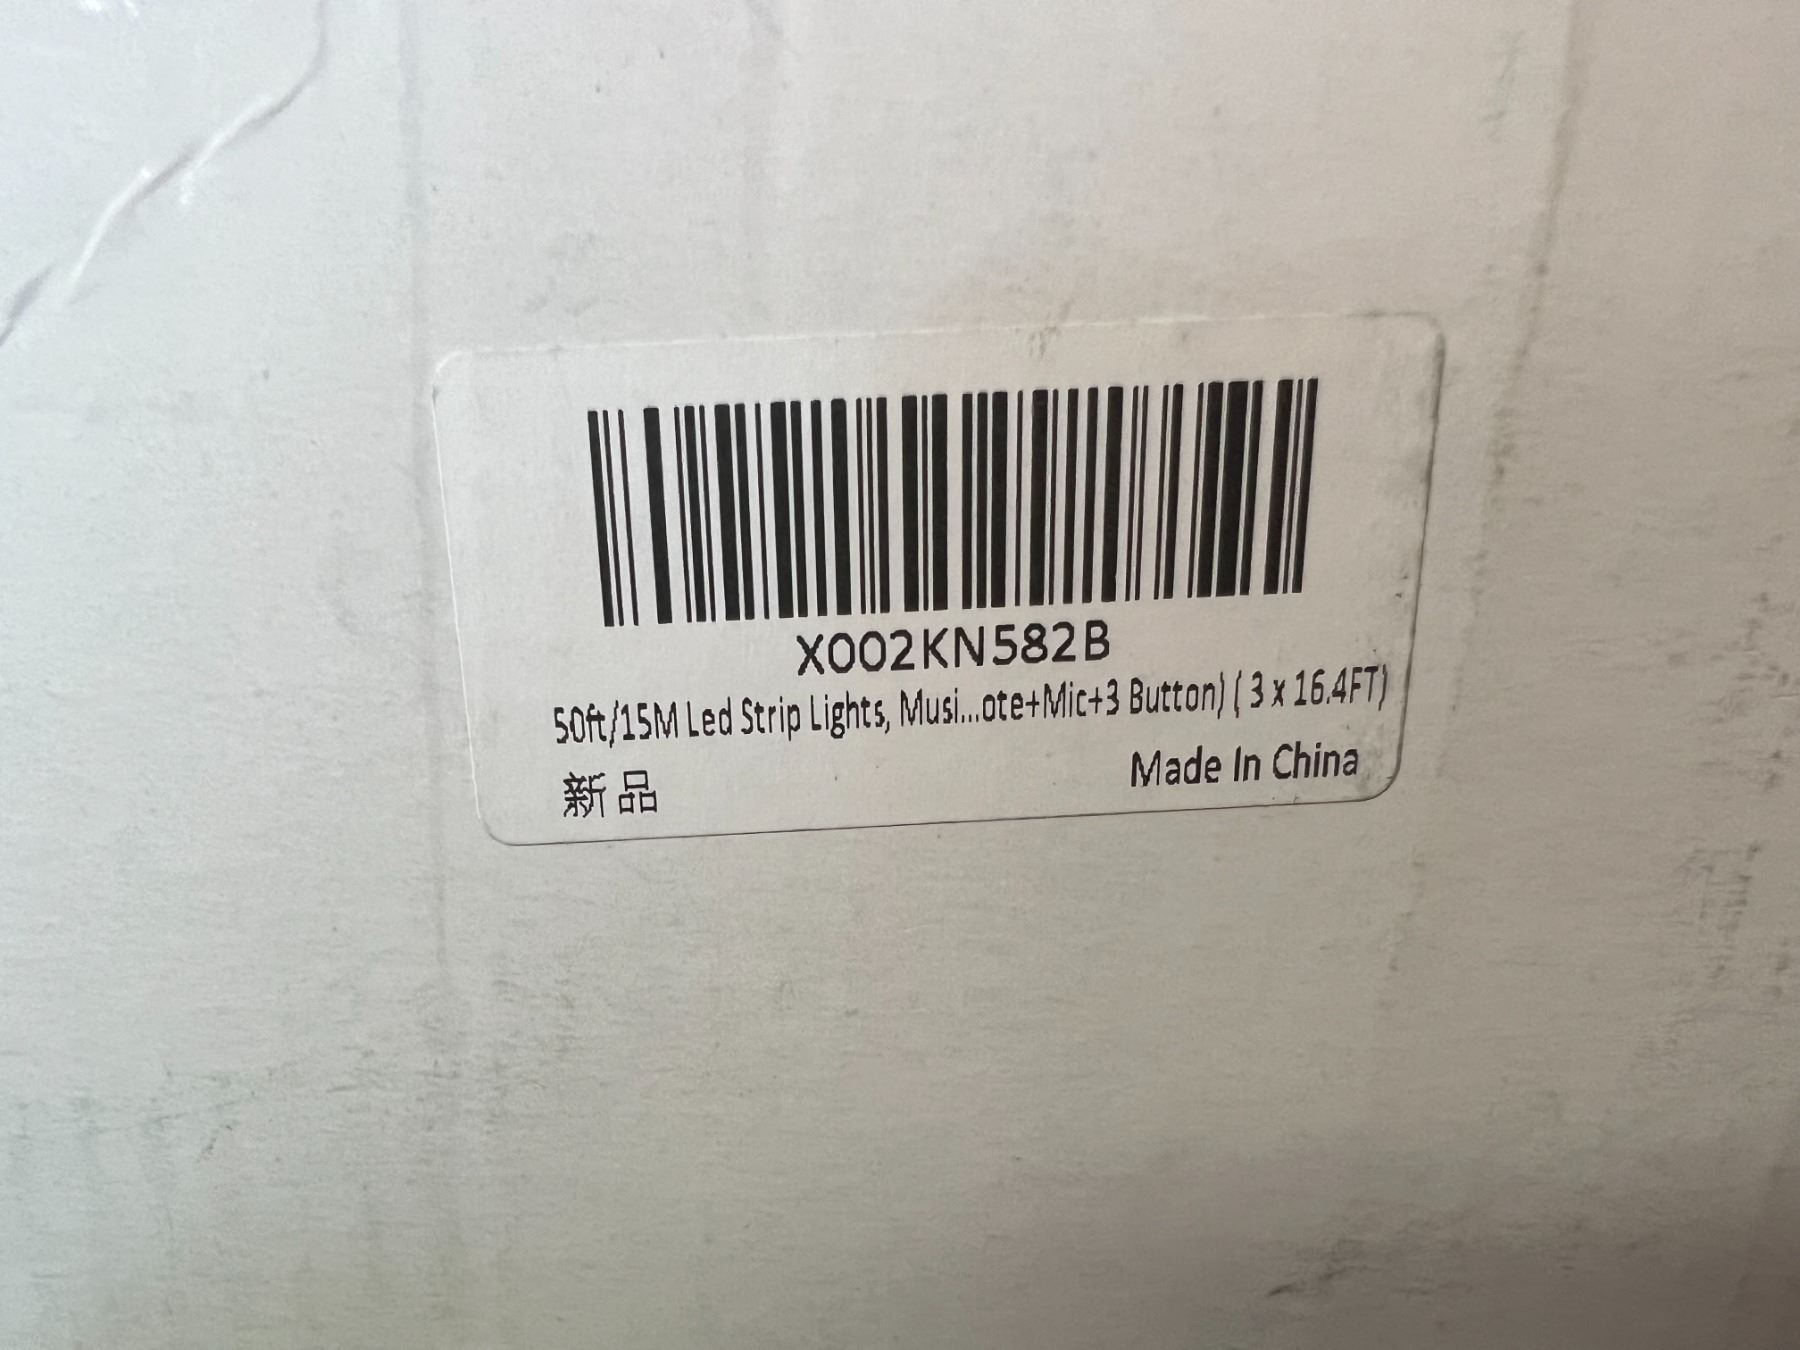 X002KN582B
50ft/15M Led Strip Lights, Musi...ote+Mic+3 Button) ( 3 x 16.4FT)
新品
Made In China